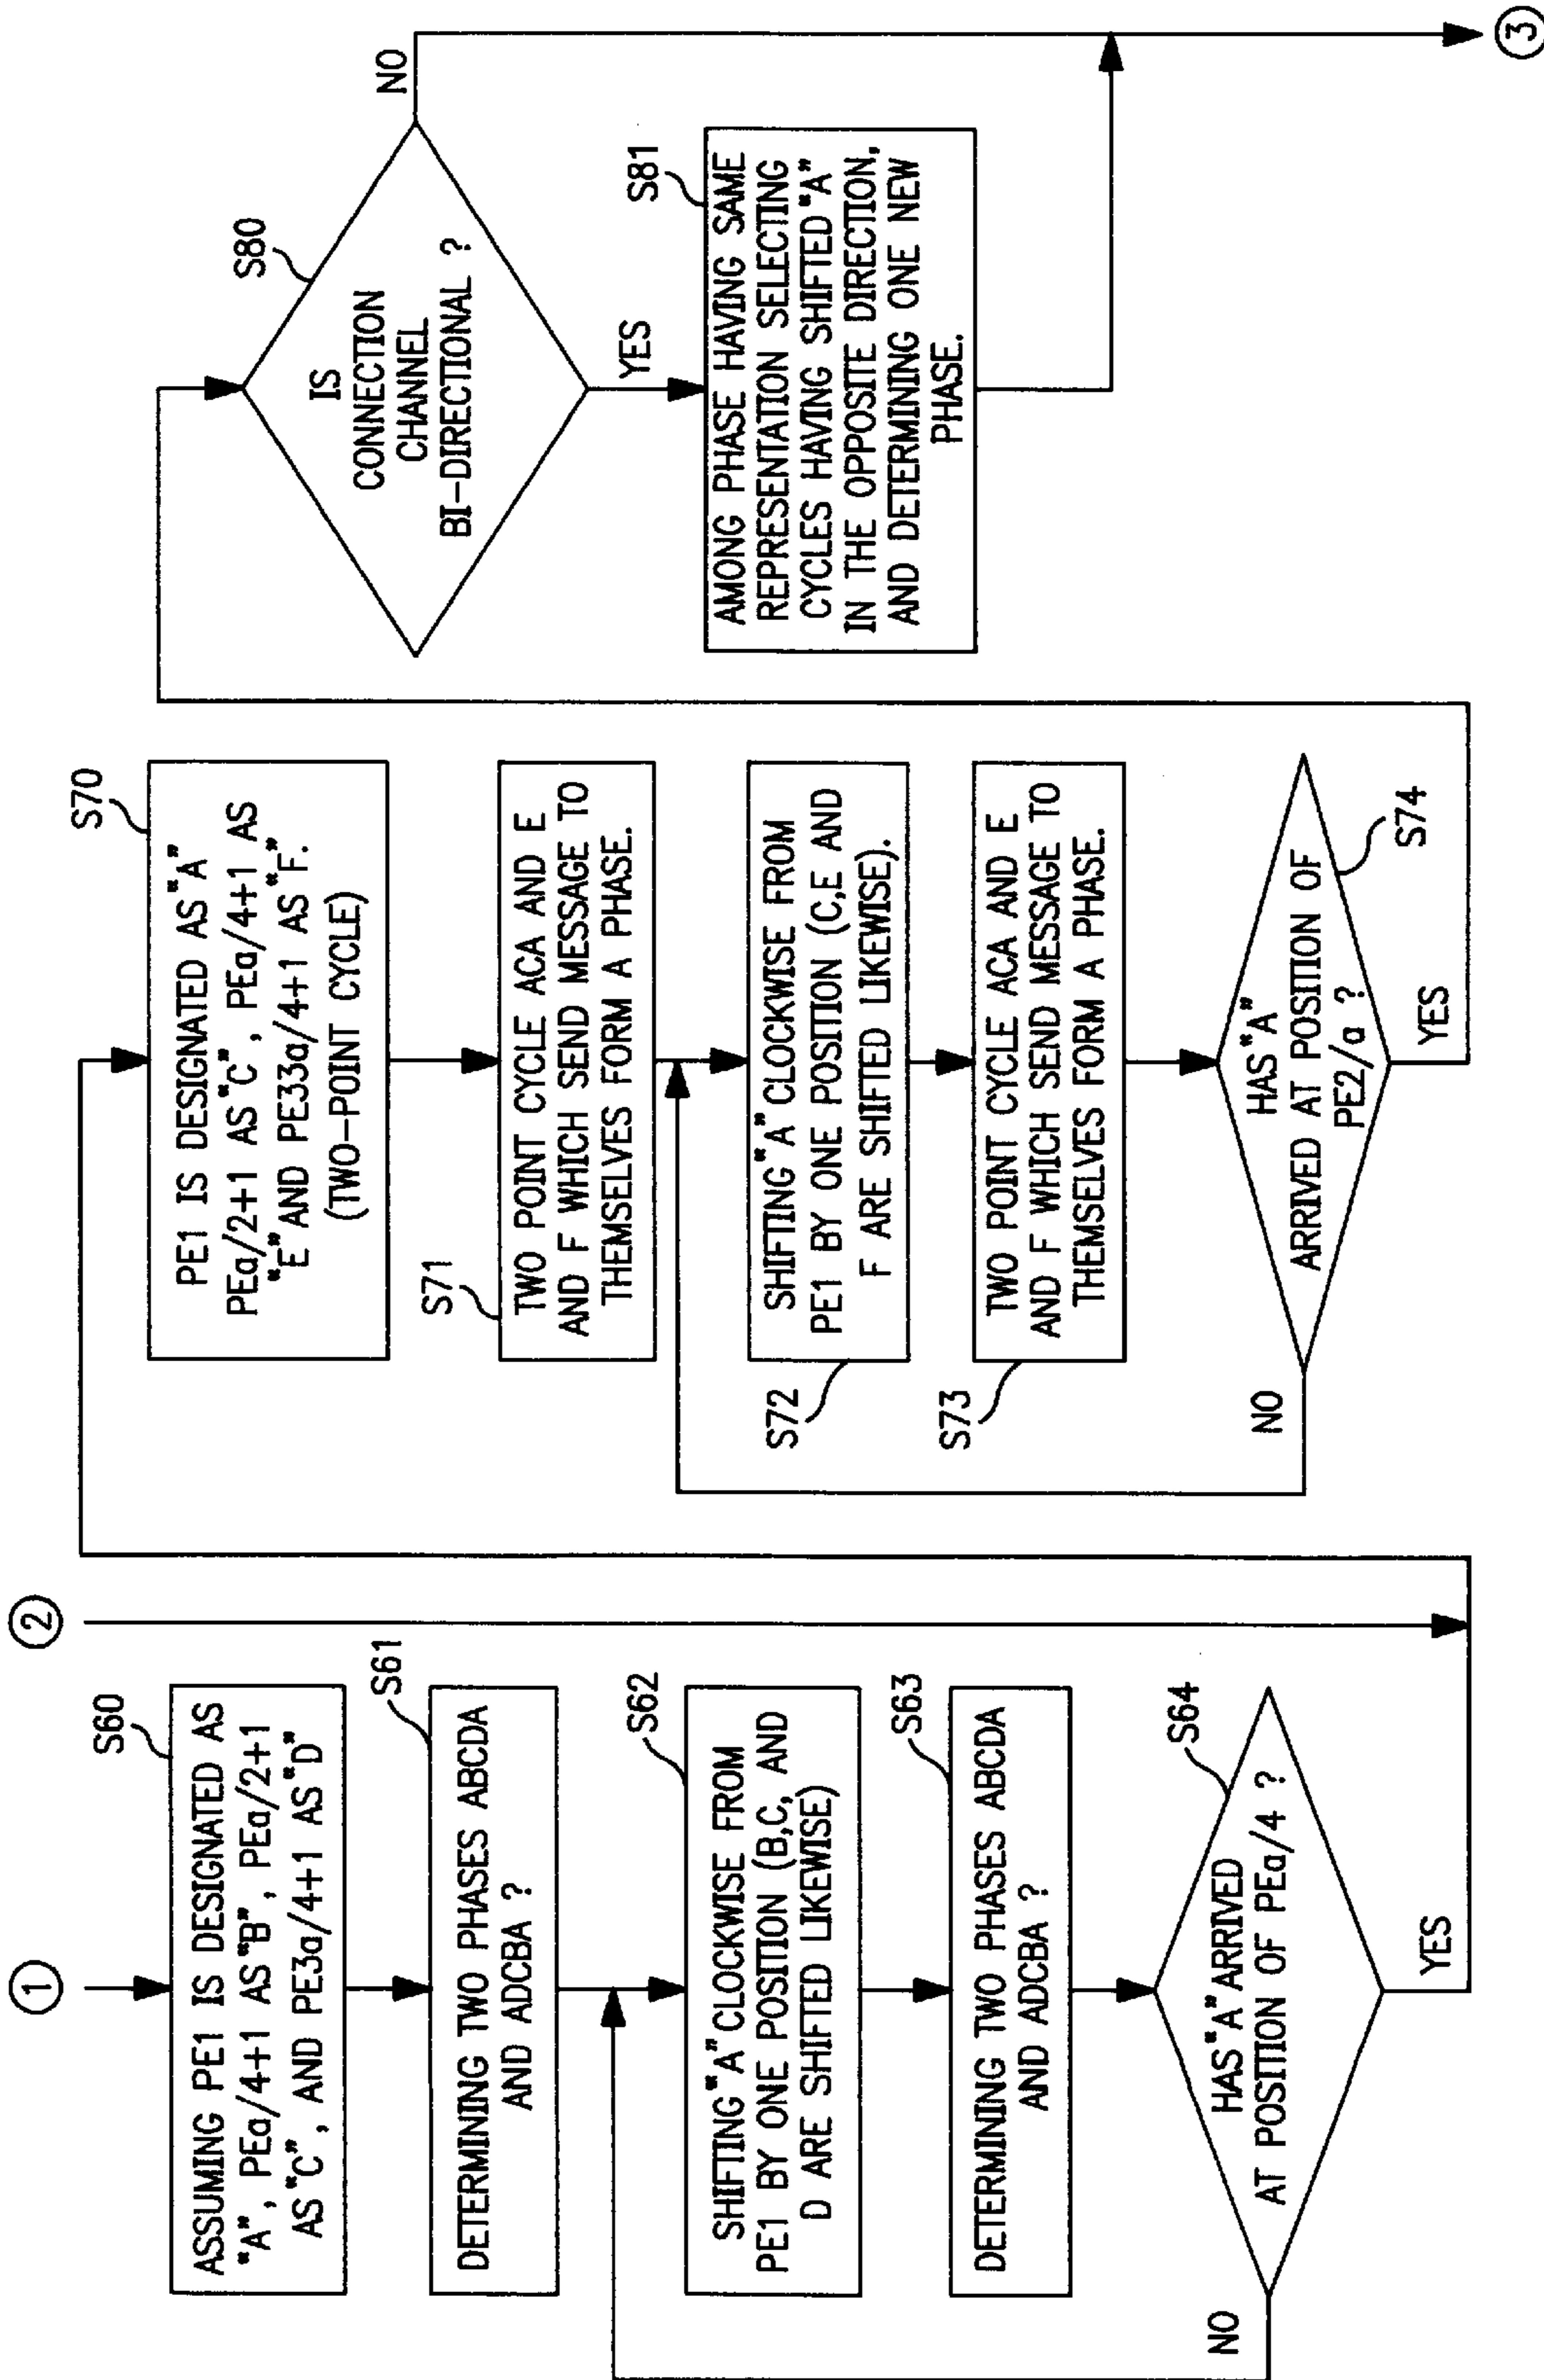 ①
S60
ASSUMING PE1 IS DESIGNATED AS
"A", PEa/4+1 AS "B", PEa/2+1
AS "C", AND PE3a/4+1 AS "D"
S61
DETERMINING TWO PHASES ABCDA
AND ADCBA ?
S62
SHIFTING "A" CLOCKWISE FROM
PE1 BY ONE POSITION (B,C, AND
D ARE SHIFTED LIKEWISE)
S63
DETERMINING TWO PHASES ABCDA
AND ADCBA ?
S64
HAS "A" ARRIVED
AT POSITION OF PEa/4 ?
NO
YES
②
S70
PE1 IS DESIGNATED AS "A"
PEa/2+1 AS "C", PEa/4+1 AS
"E" AND PE33a/4+1 AS "F".
(TWO-POINT CYCLE)
S71
TWO POINT CYCLE ACA AND E
AND F WHICH SEND MESSAGE TO
THEMSELVES FORM A PHASE.
S72
SHIFTING "A" CLOCKWISE FROM
PE1 BY ONE POSITION (C,E AND
F ARE SHIFTED LIKEWISE).
S73
TWO POINT CYCLE ACA AND E
AND F WHICH SEND MESSAGE TO
THEMSELVES FORM A PHASE.
S74
HAS "A"
ARRIVED AT POSITION OF
PE2/a ?
NO
YES
S80
IS
CONNECTION
CHANNEL
BI-DIRECTIONAL ?
NO
YES
S81
AMONG PHASE HAVING SAME
REPRESENTATION SELECTING
CYCLES HAVING SHIFTED "A"
IN THE OPPOSITE DIRECTION,
AND DETERMINING ONE NEW
PHASE.
③